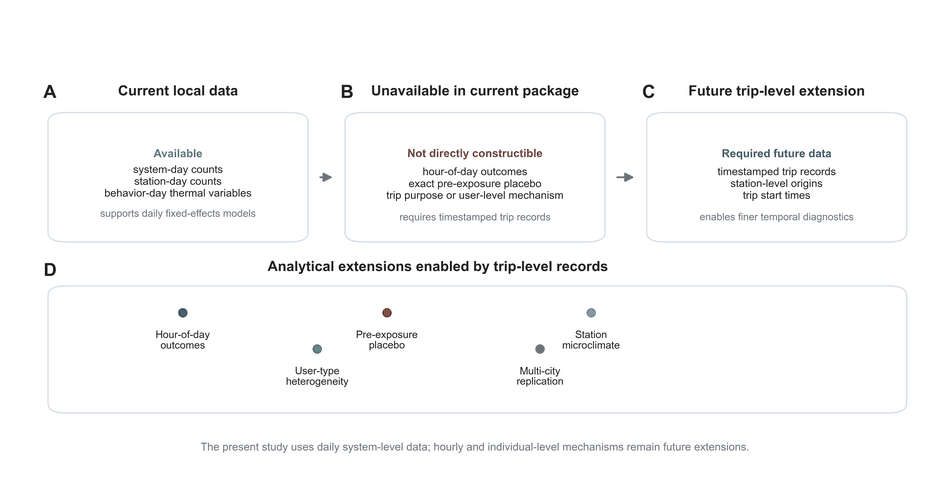 A Current local data
Available
system-day counts
station-day counts
behavior-day thermal variables
supports daily fixed-effects models
B Unavailable in current package
Not directly constructible
hour-of-day outcomes
exact pre-exposure placebo
trip purpose or user-level mechanism
requires timestamped trip records
C Future trip-level extension
Required future data
timestamped trip records
station-level origins
trip start times
enables finer temporal diagnostics
D Analytical extensions enabled by trip-level records
Hour-of-day
outcomes
User-type
heterogeneity
Pre-exposure
placebo
Multi-city
replication
Station
microclimate
The present study uses daily system-level data; hourly and individual-level mechanisms remain future extensions.